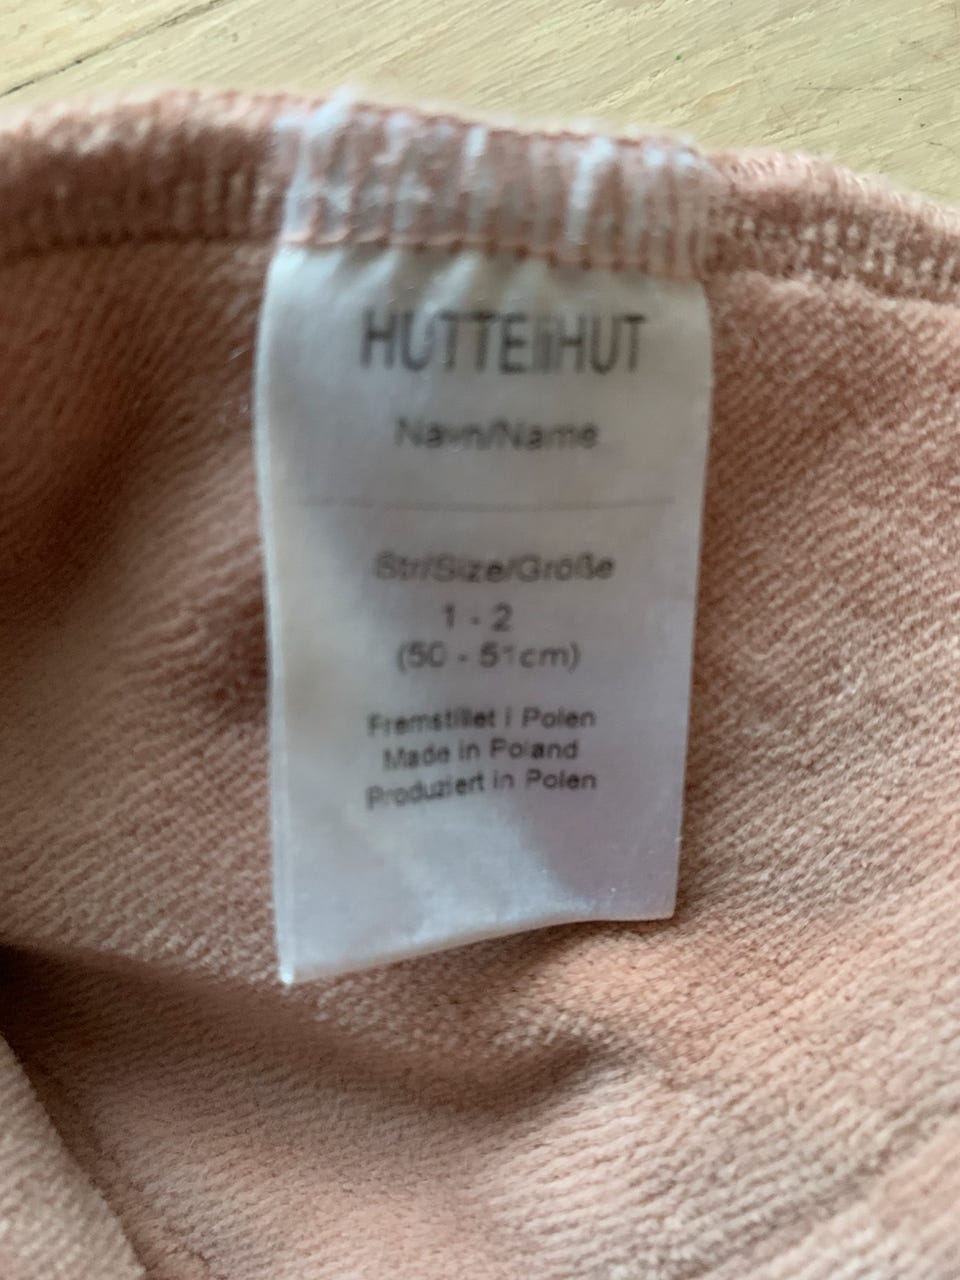 HUTTEliHUT
Navn/Name
Str/Size/Größe
1 - 2
(50 - 51cm)
Fremstillet i Polen
Made in Poland
Produziert in Polen